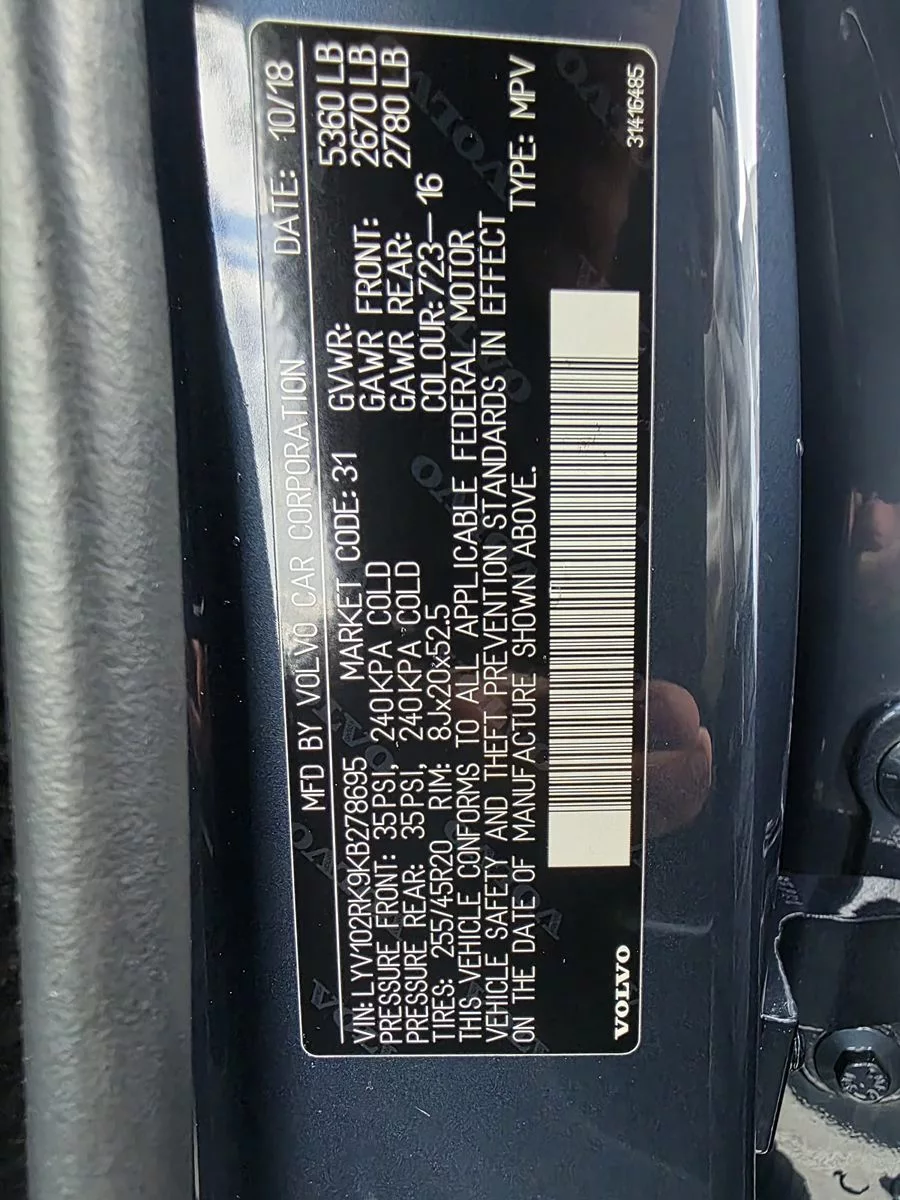 MFD BY VOLVO CAR CORPORATION DATE: 10/18
VIN: LYV102RK9KB278695 MARKET CODE: 31 GVWR: 5360 LB
PRESSURE FRONT: 35PSI, 240KPA COLD GAWR FRONT: 2670 LB
PRESSURE REAR: 35PSI, 240KPA COLD GAWR REAR: 2780 LB
TIRES: 255/45R20 RIM: 8Jx20x52.5 COLOUR: 723—16
THIS VEHICLE CONFORMS TO ALL APPLICABLE FEDERAL MOTOR
VEHICLE SAFETY AND THEFT PREVENTION STANDARDS IN EFFECT
ON THE DATE OF MANUFACTURE SHOWN ABOVE. TYPE: MPV
VOLVO 31416485